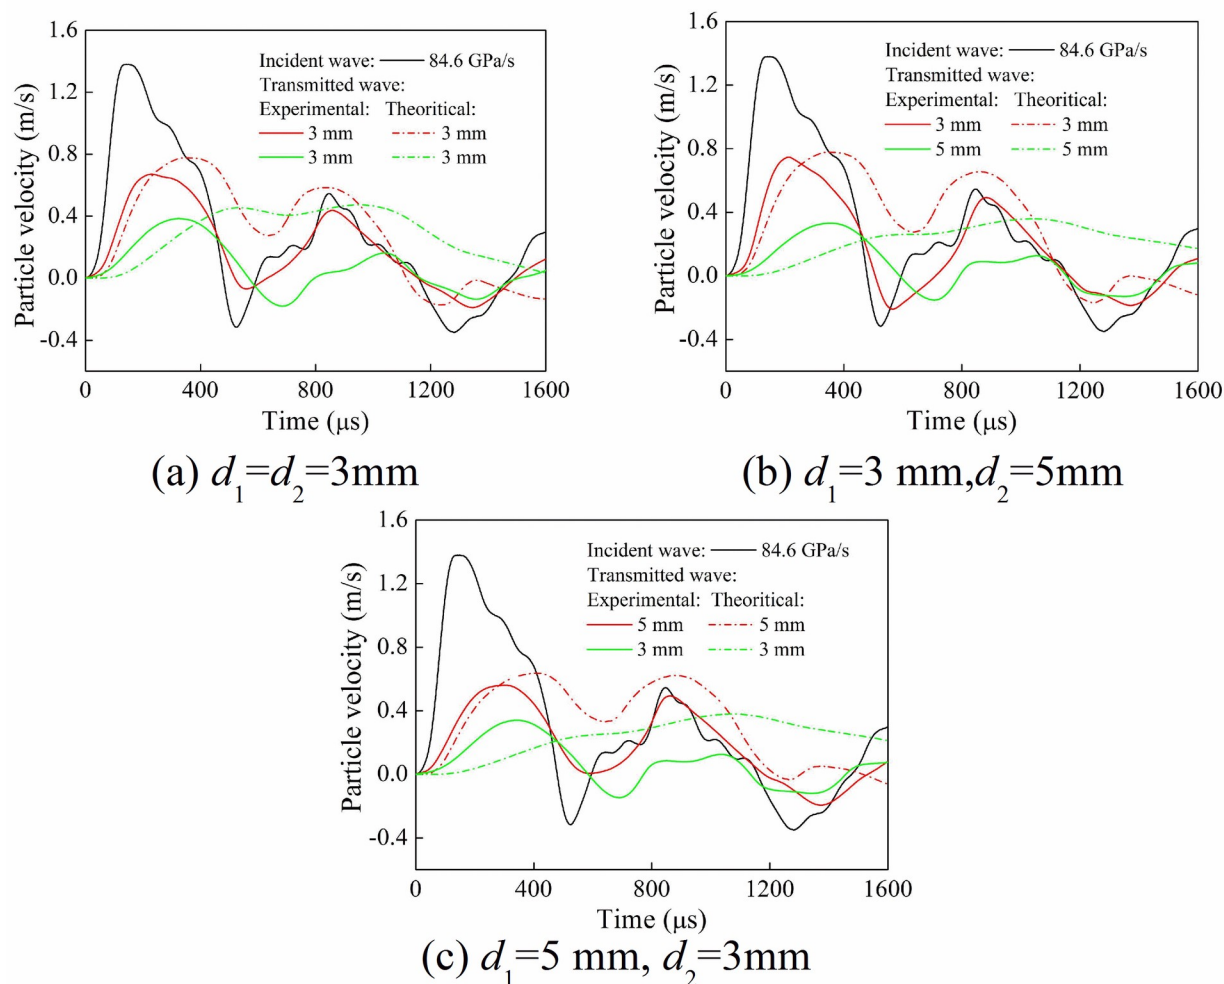 1.6
1.2
0.8
0.4
0.0
-0.4
Particle velocity (m/s)
Incident wave: 84.6 GPa/s
Transmitted wave:
Experimental: Theoritical:
3 mm 3 mm
3 mm 3 mm
0 400 800 1200 1600
Time (μs)
(a) d1=d2=3mm
1.6
1.2
0.8
0.4
0.0
-0.4
Particle velocity (m/s)
Incident wave: 84.6 GPa/s
Transmitted wave:
Experimental: Theoritical:
3 mm 3 mm
5 mm 5 mm
0 400 800 1200 1600
Time (μs)
(b) d1=3 mm,d2=5mm
1.6
1.2
0.8
0.4
0.0
-0.4
Particle velocity (m/s)
Incident wave: 84.6 GPa/s
Transmitted wave:
Experimental: Theoritical:
5 mm 5 mm
3 mm 3 mm
0 400 800 1200 1600
Time (μs)
(c) d1=5 mm, d2=3mm